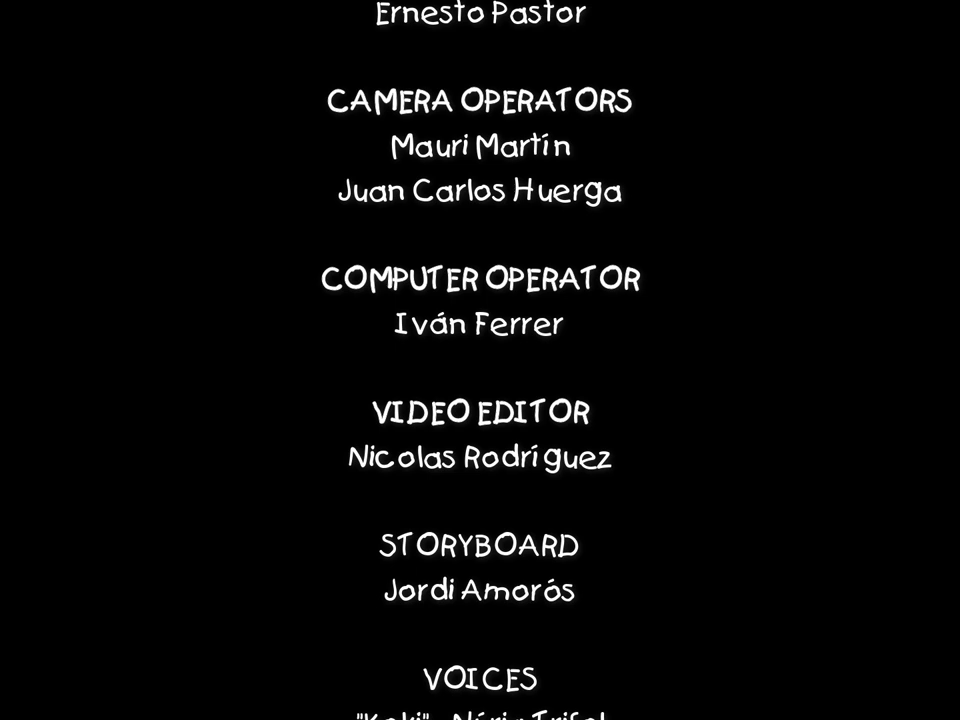 Ernesto Pastor
CAMERA OPERATORS
Mauri Martín
Juan Carlos Huerga
COMPUTER OPERATOR
Iván Ferrer
VIDEO EDITOR
Nicolas Rodríguez
STORYBOARD
Jordi Amorós
VOICES